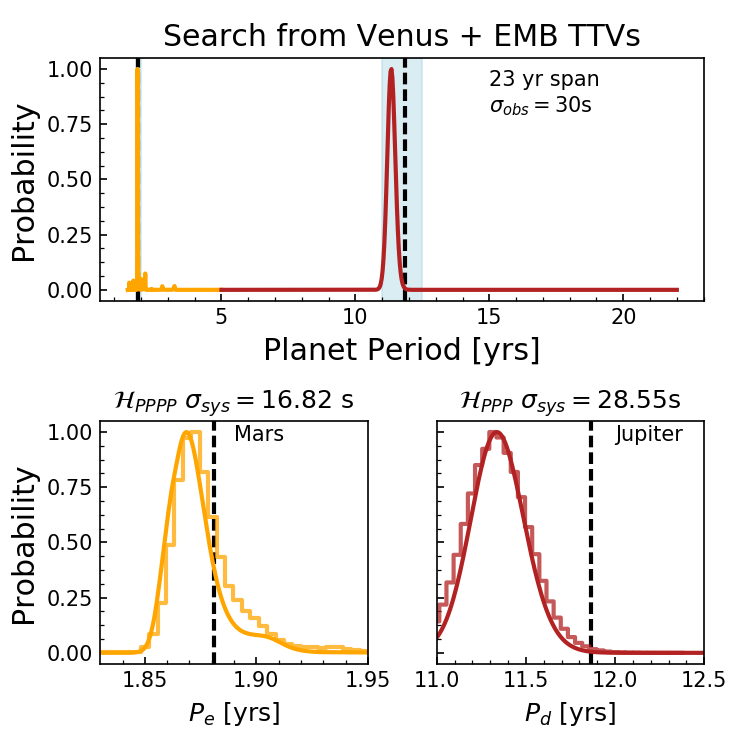 Search from Venus + EMB TTVs
Probability
1.00
0.75
0.50
0.25
0.00
23 yr span
σ_obs = 30s
5 10 15 20
Planet Period [yrs]
ℋ_PPPP σ_sys = 16.82 s
Probability
1.00
0.75
0.50
0.25
0.00
Mars
1.85 1.90 1.95
P_e [yrs]
ℋ_PPP σ_sys = 28.55s
Jupiter
11.0 11.5 12.0 12.5
P_d [yrs]